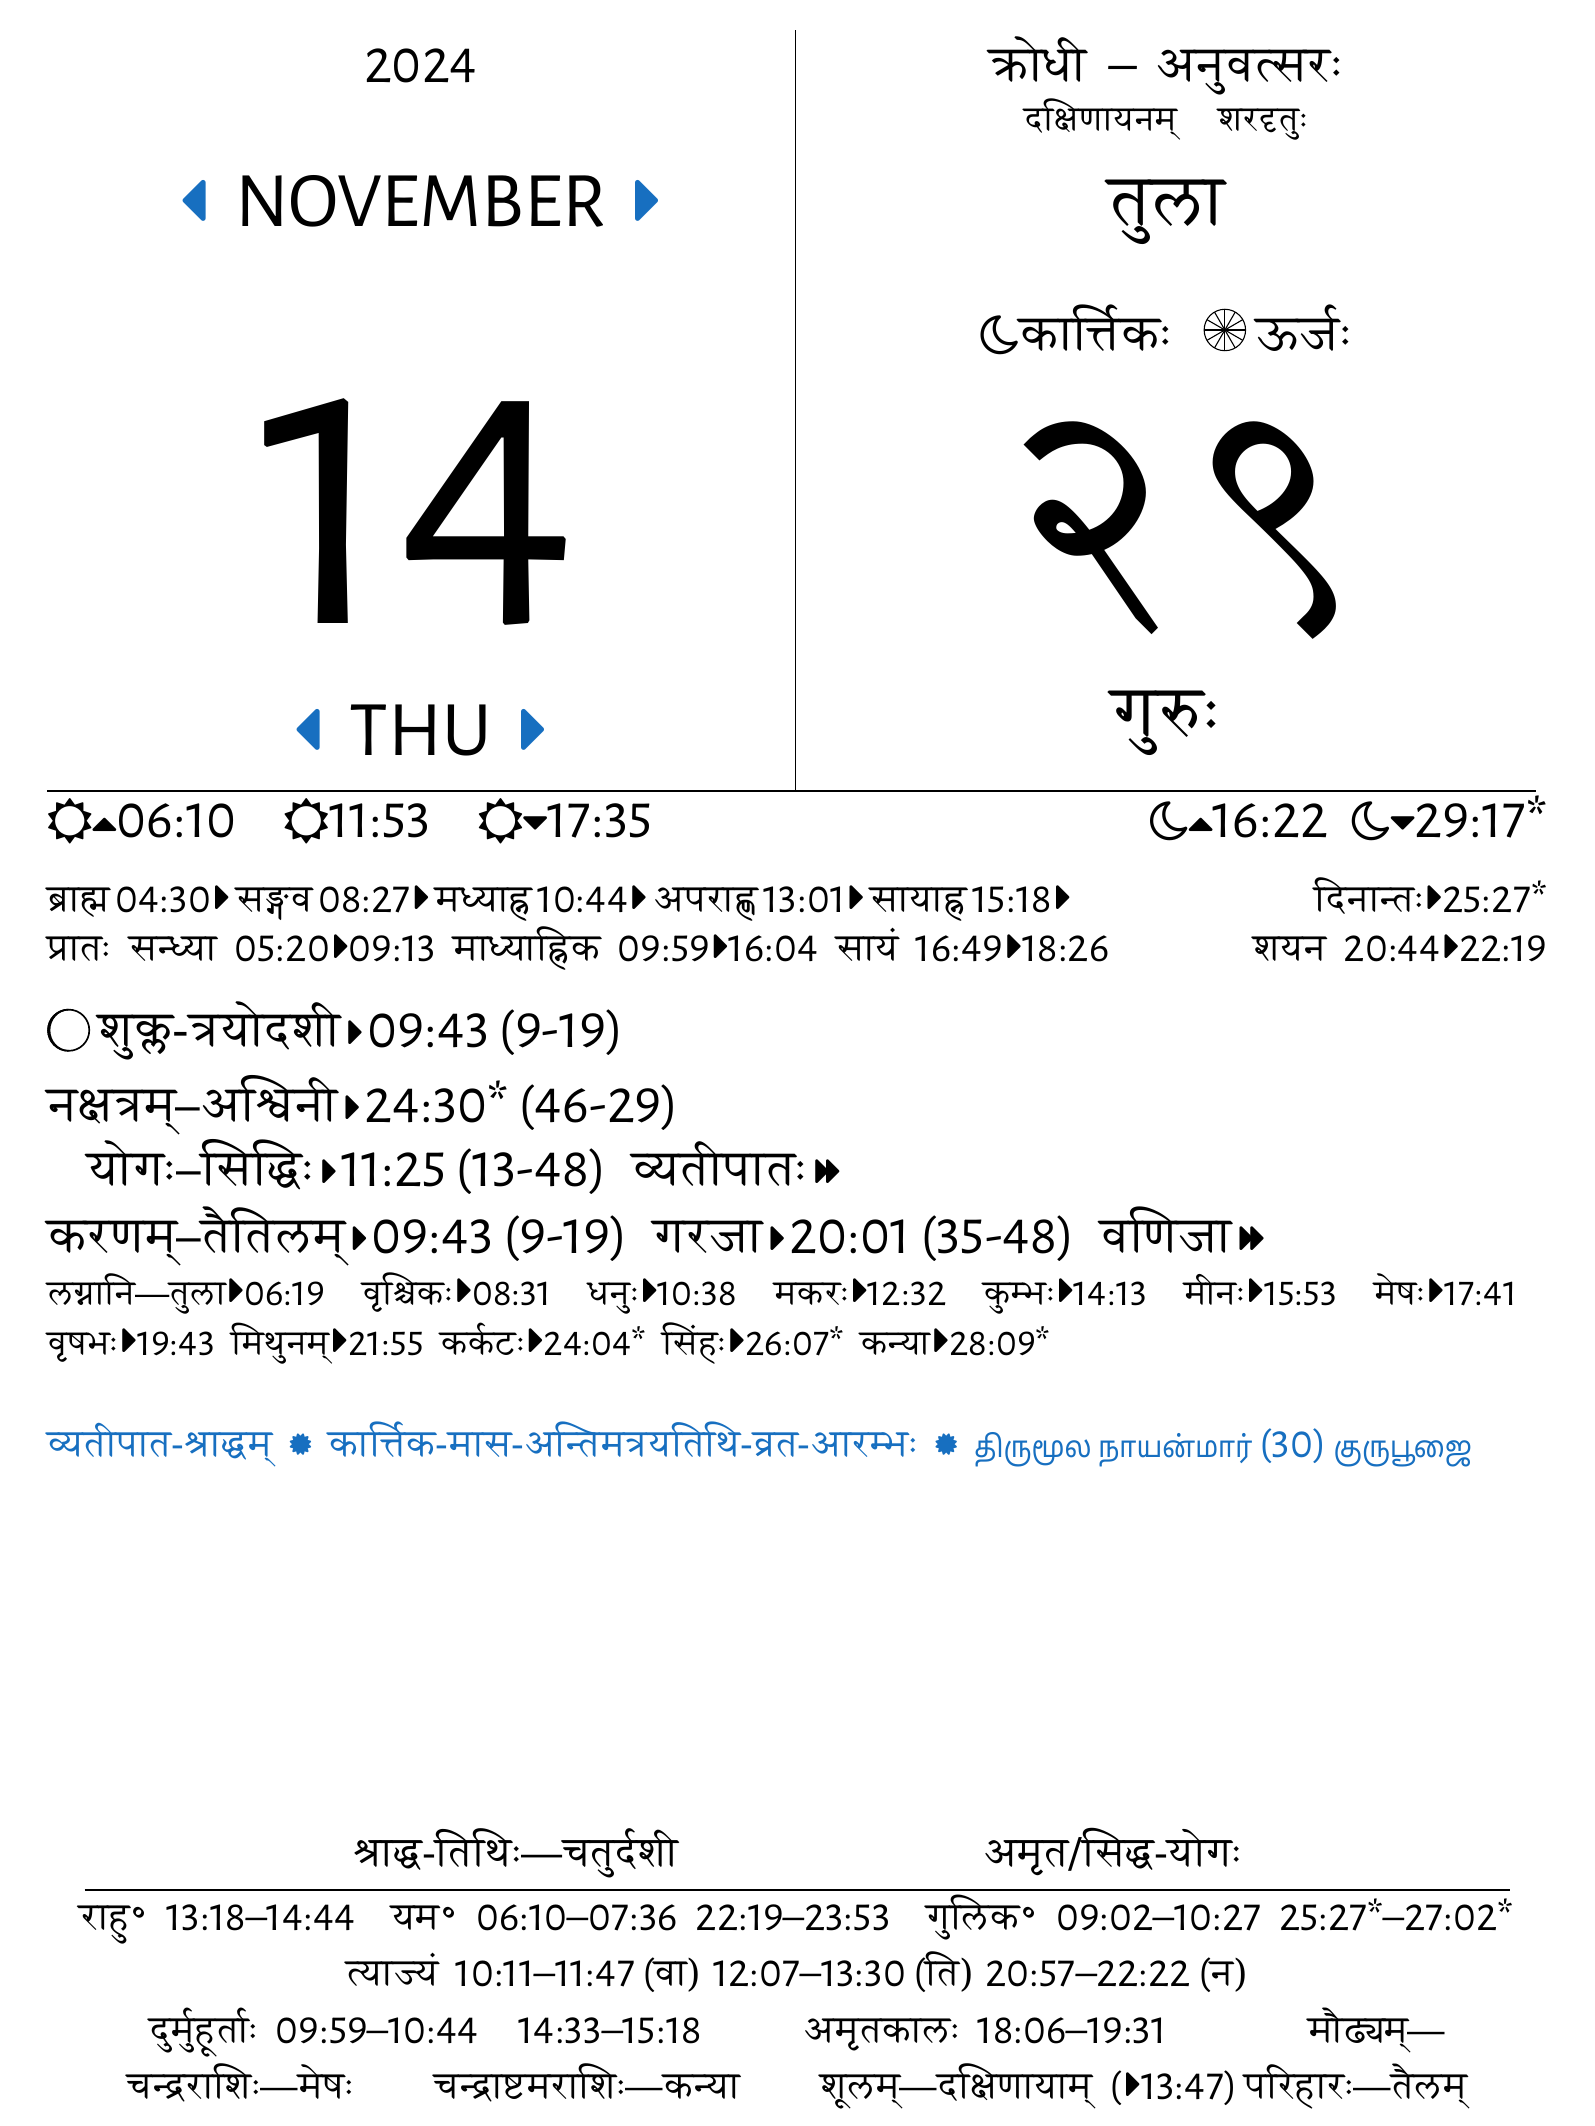 2024
NOVEMBER
14
THU
क्रोधी – अनुवत्सरः
दक्षिणायनम् शरदृतुः
तुला
कार्त्तिकः ऊर्जः
२९
गुरुः
06:10 11:53 17:35 16:22 29:17*
ब्राह्म 04:30 सङ्गव 08:27 मध्याह्न 10:44 अपराह्ण 13:01 सायाह्न 15:18 दिनान्तः 25:27*
प्रातः सन्ध्या 05:20 09:13 माध्याह्निक 09:59 16:04 सायं 16:49 18:26 शयन 20:44 22:19
शुक्ल-त्रयोदशी 09:43 (9-19)
नक्षत्रम्–अश्विनी 24:30* (46-29)
योगः–सिद्धिः 11:25 (13-48) व्यतीपातः
करणम्–तैतिलम् 09:43 (9-19) गरजा 20:01 (35-48) वणिजा
लग्नानि—तुला 06:19 वृश्चिकः 08:31 धनुः 10:38 मकरः 12:32 कुम्भः 14:13 मीनः 15:53 मेषः 17:41
वृषभः 19:43 मिथुनम् 21:55 कर्कटः 24:04* सिंहः 26:07* कन्या 28:09*
व्यतीपात-श्राद्धम् कार्त्तिक-मास-अन्तिमत्रयतिथि-व्रत-आरम्भः திருமூல நாயன்மார் (30) குருபூஜை
श्राद्ध-तिथिः—चतुर्दशी अमृत/सिद्ध-योगः
राहु° 13:18–14:44 यम° 06:10–07:36 22:19–23:53 गुलिक° 09:02–10:27 25:27*–27:02*
त्याज्यं 10:11–11:47 (वा) 12:07–13:30 (ति) 20:57–22:22 (न)
दुर्मुहूर्ताः 09:59–10:44 14:33–15:18 अमृतकालः 18:06–19:31 मौढ्यम्—
चन्द्रराशिः—मेषः चन्द्राष्टमराशिः—कन्या शूलम्—दक्षिणायाम् (13:47) परिहारः—तैलम्